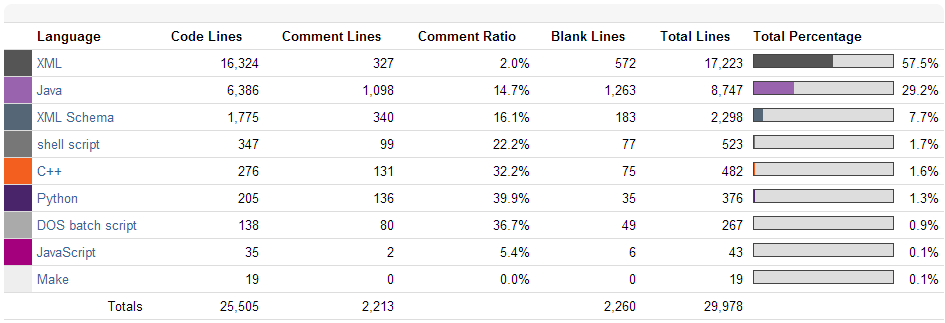 Language Code Lines Comment Lines Comment Ratio Blank Lines Total Lines Total Percentage
XML 16,324 327 2.0% 572 17,223 57.5%
Java 6,386 1,098 14.7% 1,263 8,747 29.2%
XML Schema 1,775 340 16.1% 183 2,298 7.7%
shell script 347 99 22.2% 77 523 1.7%
C++ 276 131 32.2% 75 482 1.6%
Python 205 136 39.9% 35 376 1.3%
DOS batch script 138 80 36.7% 49 267 0.9%
JavaScript 35 2 5.4% 6 43 0.1%
Make 19 0 0.0% 0 19 0.1%
Totals 25,505 2,213 2,260 29,978